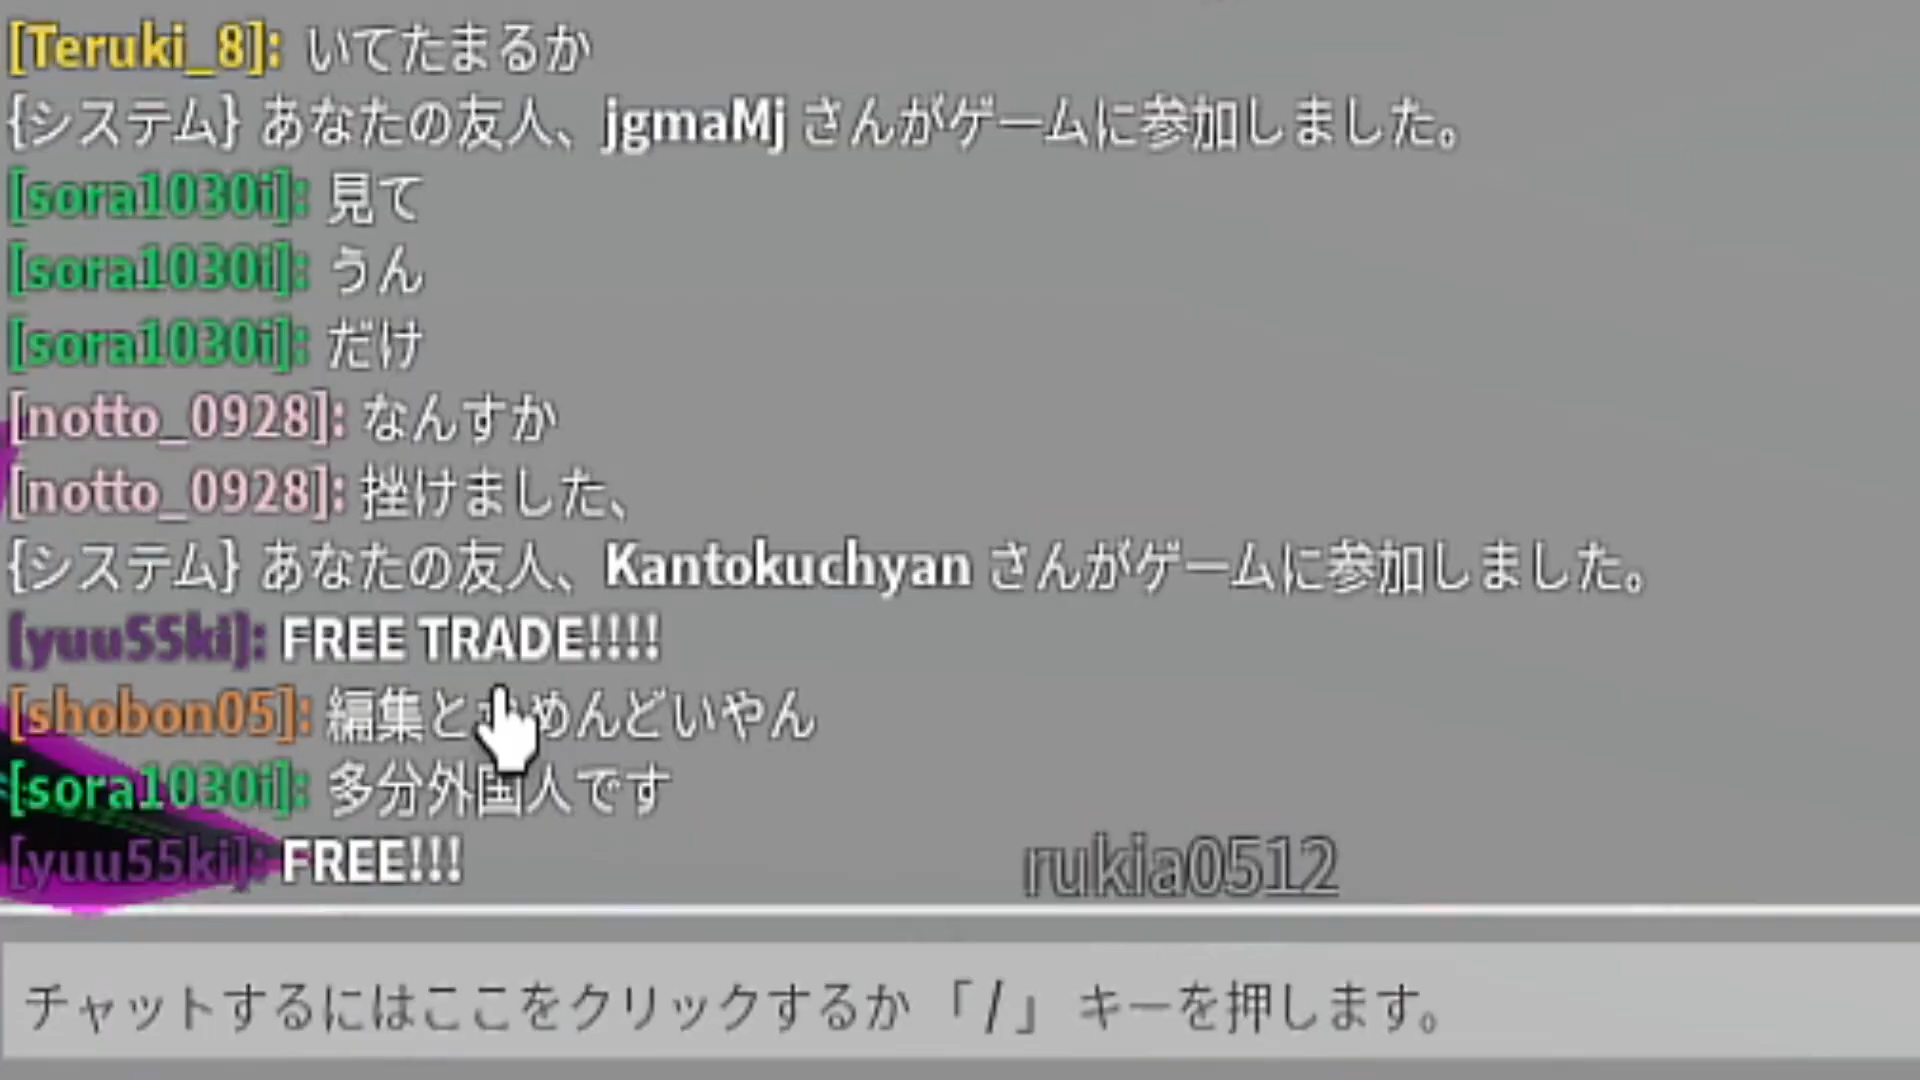 [Teruki_8]: いてたまるか
{システム} あなたの友人、jgmaMj さんがゲームに参加しました。
[sora1030i]: 見て
[sora1030i]: うん
[sora1030i]: だけ
[notto_0928]: なんすか
[notto_0928]: 挫けました、
{システム} あなたの友人、Kantokuchyan さんがゲームに参加しました。
[yuu55ki]: FREE TRADE!!!!
[shobon05]: 編集と めんどいやん
[sora1030i]: 多分外国人です
[yuu55ki]: FREE!!!
rukia0512
チャットするにはここをクリックするか 「/」 キーを押します。